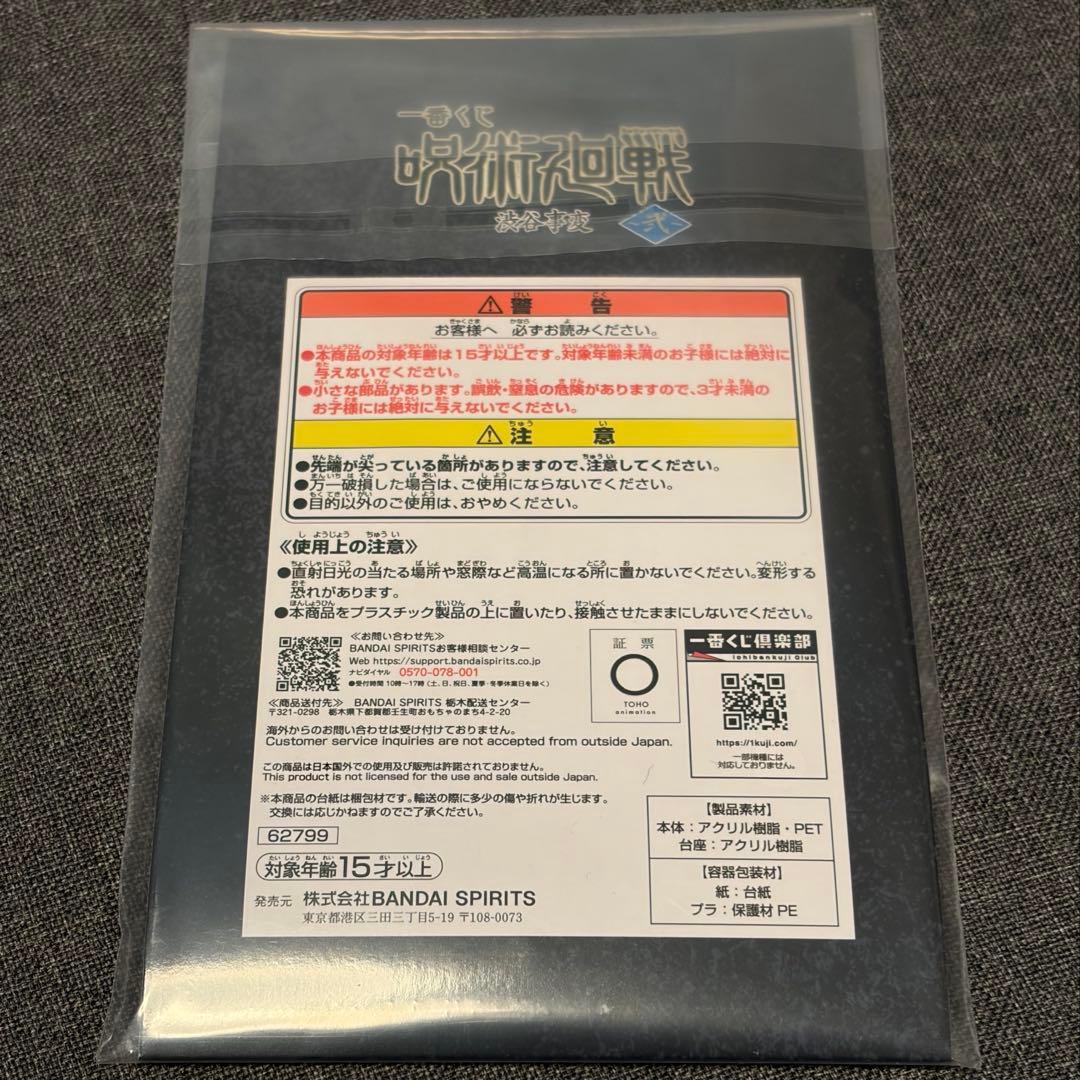 一番くじ
呪術廻戦
渋谷事変 弐
警告
お客様へ 必ずお読みください。
●本商品の対象年齢は15才以上です。対象年齢未満のお子様には絶対に
与えないでください。
●小さな部品があります。誤飲・窒息の危険がありますので、3才未満の
お子様には絶対に与えないでください。
注意
●先端が尖っている箇所がありますので、注意してください。
●万一破損した場合は、ご使用にならないでください。
●目的以外のご使用は、おやめください。
《使用上の注意》
●直射日光の当たる場所や窓際など高温になる所に置かないでください。変形する
恐れがあります。
●本商品をプラスチック製品の上に置いたり、接触させたままにしないでください。
≪お問い合わせ先≫
BANDAI SPIRITSお客様相談センター
Web https://support.bandaispirits.co.jp
ナビダイヤル 0570-078-001
●受付時間 10時〜17時(土、日、祝日、夏季・冬季休業日を除く)
≪商品送付先≫ BANDAI SPIRITS 栃木配送センター
〒321-0298 栃木県下都賀郡壬生町おもちゃのまち4-2-20
海外からのお問い合わせは受け付けておりません。
Customer service inquiries are not accepted from outside Japan.
この商品は日本国外での使用及び販売は許諾されておりません。
This product is not licensed for the use and sale outside Japan.
※本商品の台紙は梱包材です。輸送の際に多少の傷や折れが生じます。
交換には応じかねますのでご了承ください。
62799
対象年齢15才以上
発売元 株式会社BANDAI SPIRITS
東京都港区三田三丁目5-19 〒108-0073
証票
TOHO
animation
一番くじ倶楽部
ichibankuji Club
https://1kuji.com/
一部機種には
対応しておりません。
【製品素材】
本体：アクリル樹脂・PET
台座：アクリル樹脂
【容器包装材】
紙：台紙
プラ：保護材 PE